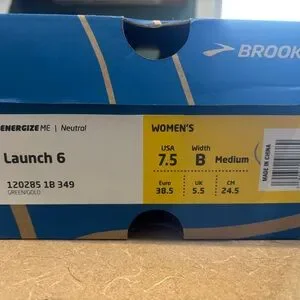 BROOK
ENERGIZE ME | Neutral
Launch 6
120285 1B 349
GREEN/GOLD
WOMEN'S
USA Width
7.5 B Medium
Euro UK CM
38.5 5.5 24.5
MADE IN CHINA